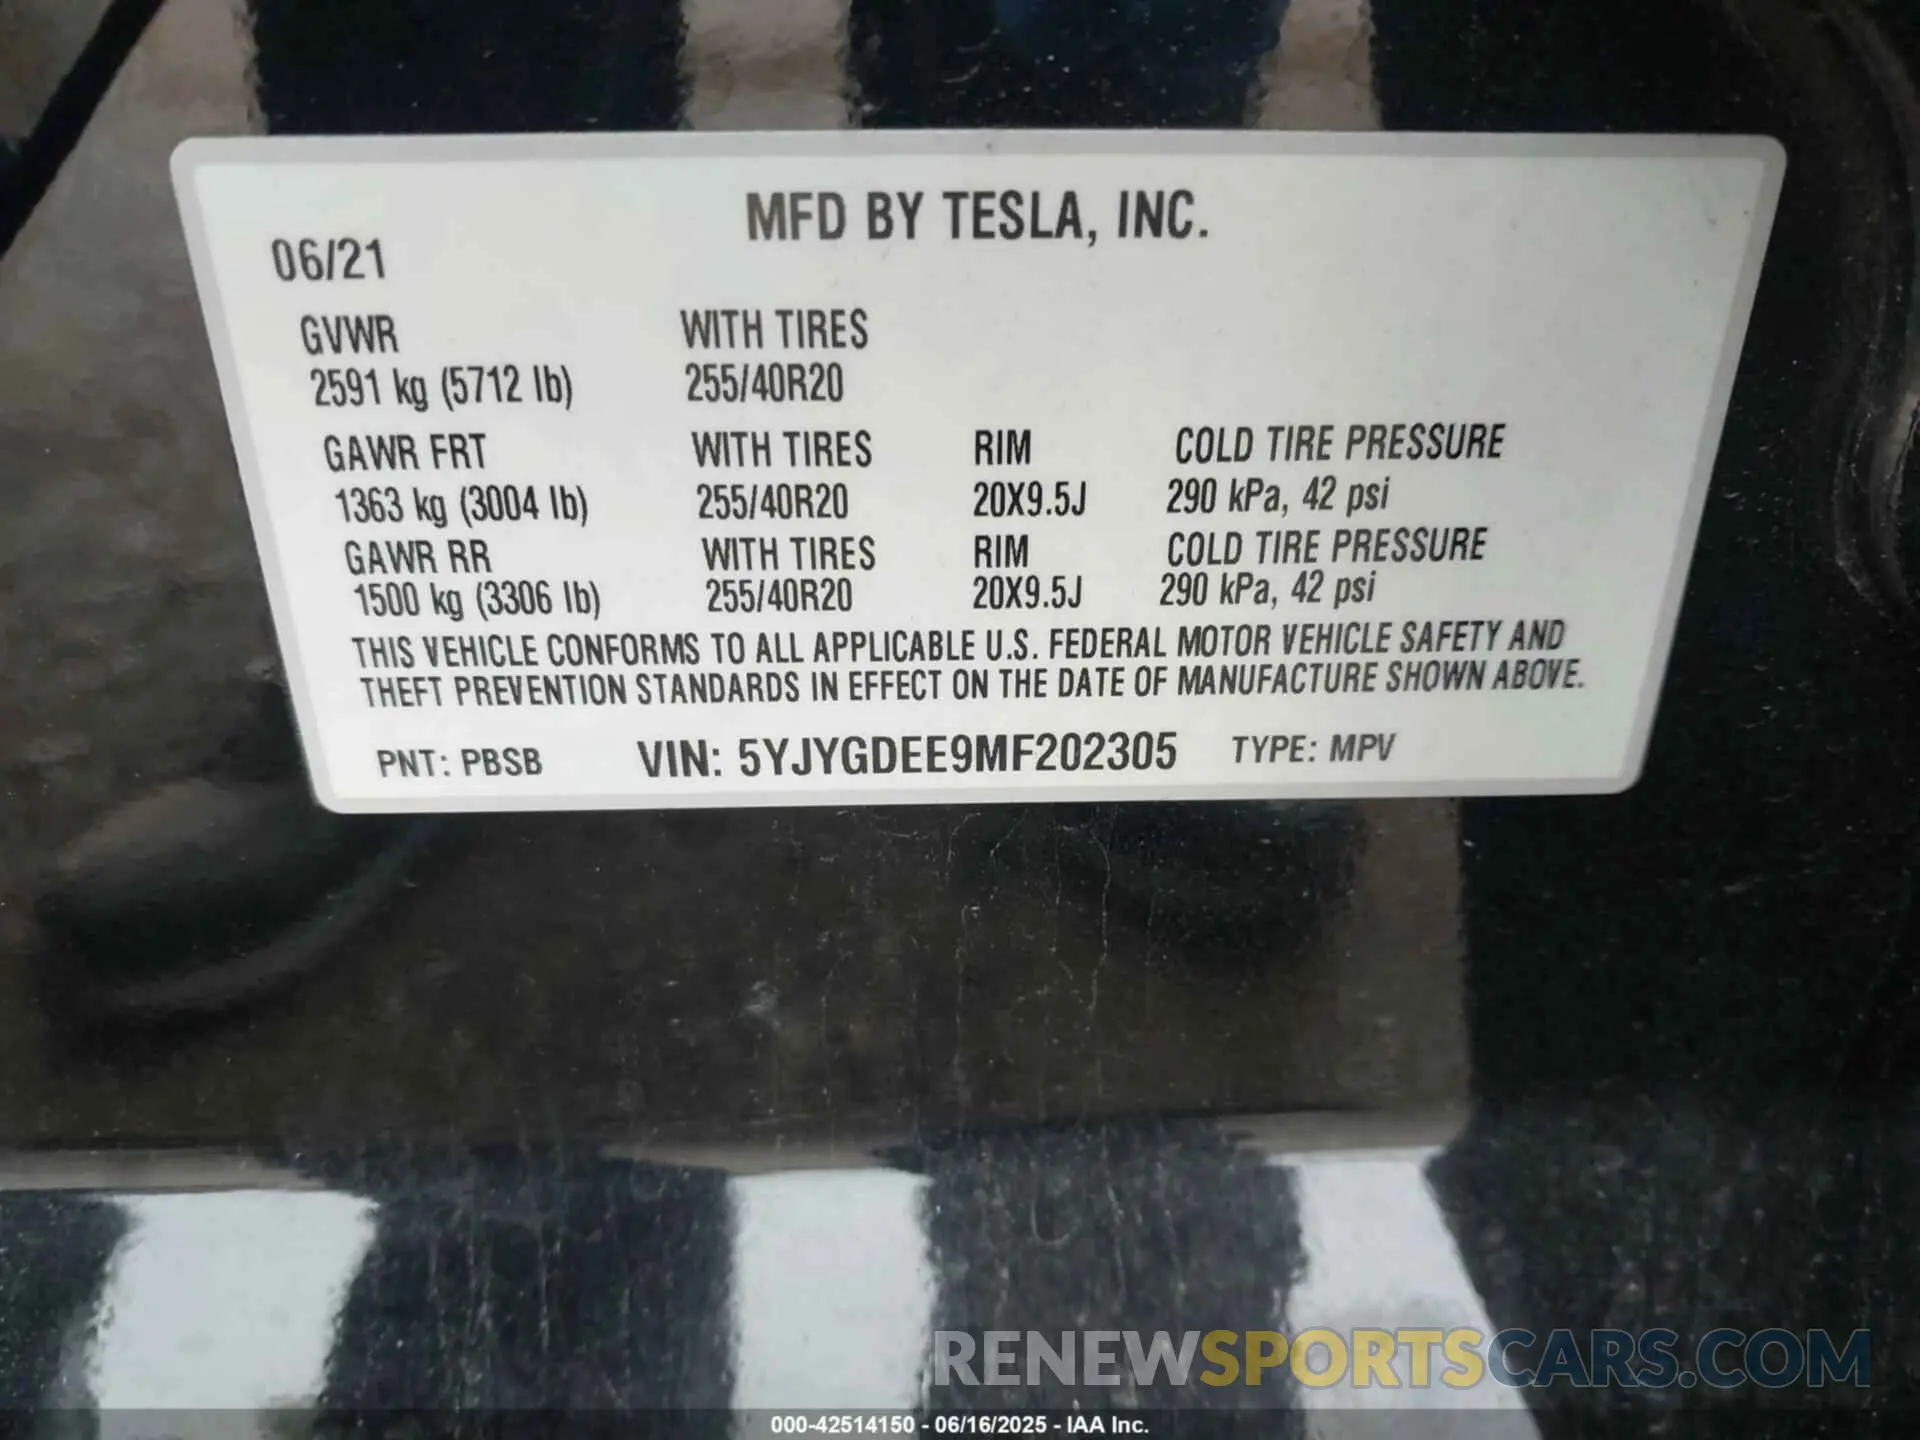 MFD BY TESLA, INC.
06/21
GVWR WITH TIRES
2591 kg (5712 lb) 255/40R20
GAWR FRT WITH TIRES RIM COLD TIRE PRESSURE
1363 kg (3004 lb) 255/40R20 20X9.5J 290 kPa, 42 psi
GAWR RR WITH TIRES RIM COLD TIRE PRESSURE
1500 kg (3306 lb) 255/40R20 20X9.5J 290 kPa, 42 psi
THIS VEHICLE CONFORMS TO ALL APPLICABLE U.S. FEDERAL MOTOR VEHICLE SAFETY AND
THEFT PREVENTION STANDARDS IN EFFECT ON THE DATE OF MANUFACTURE SHOWN ABOVE.
PNT: PBSB VIN: 5YJYGDEE9MF202305 TYPE: MPV
RENEWSPORTSCARS.COM
000-42514150 - 06/16/2025 - IAA Inc.